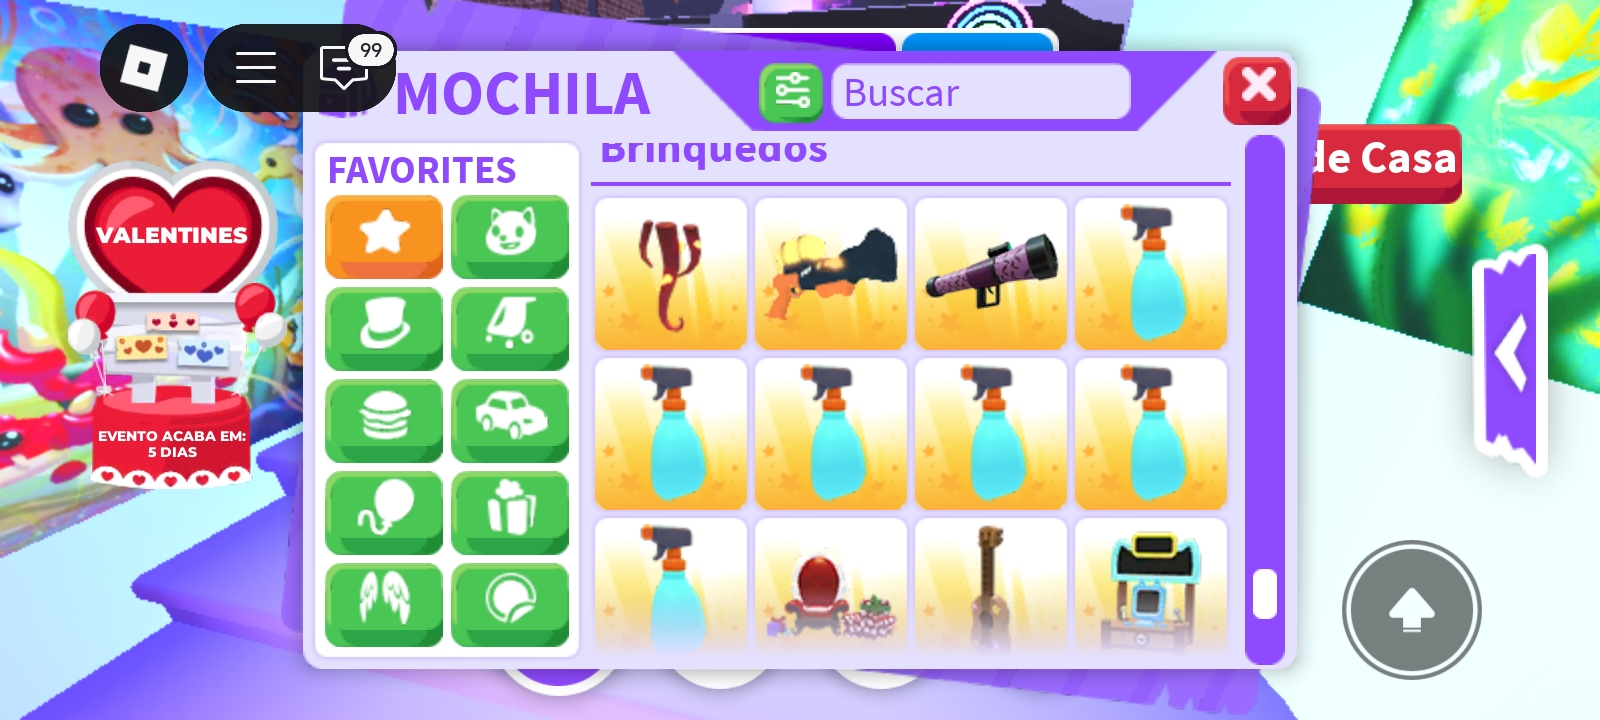 99
MOCHILA
Buscar
FAVORITES
Brinquedos
de Casa
VALENTINES
EVENTO ACABA EM:
5 DIAS